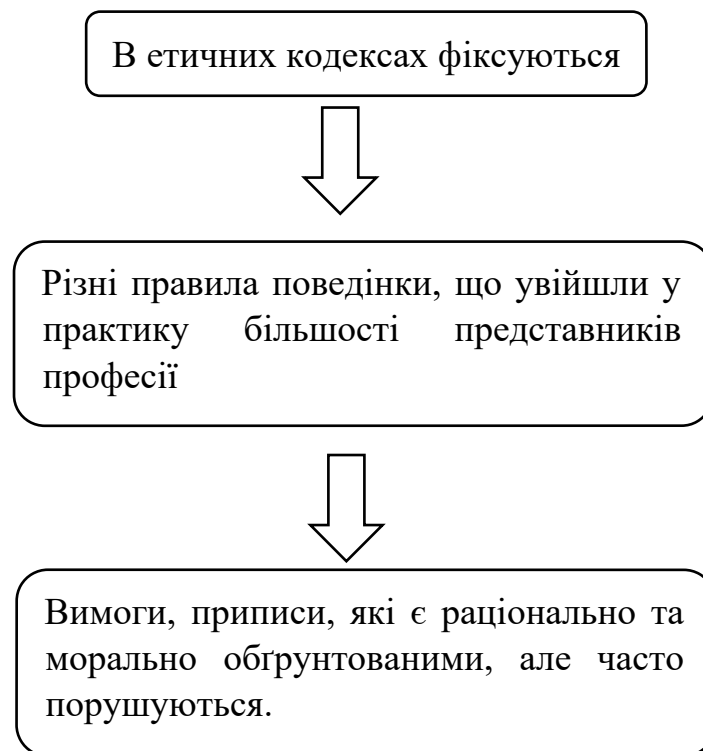 В етичних кодексах фіксуються
Різні правила поведінки, що увійшли у
практику більшості представників
професії
Вимоги, приписи, які є раціонально та
морально обґрунтованими, але часто
порушуються.